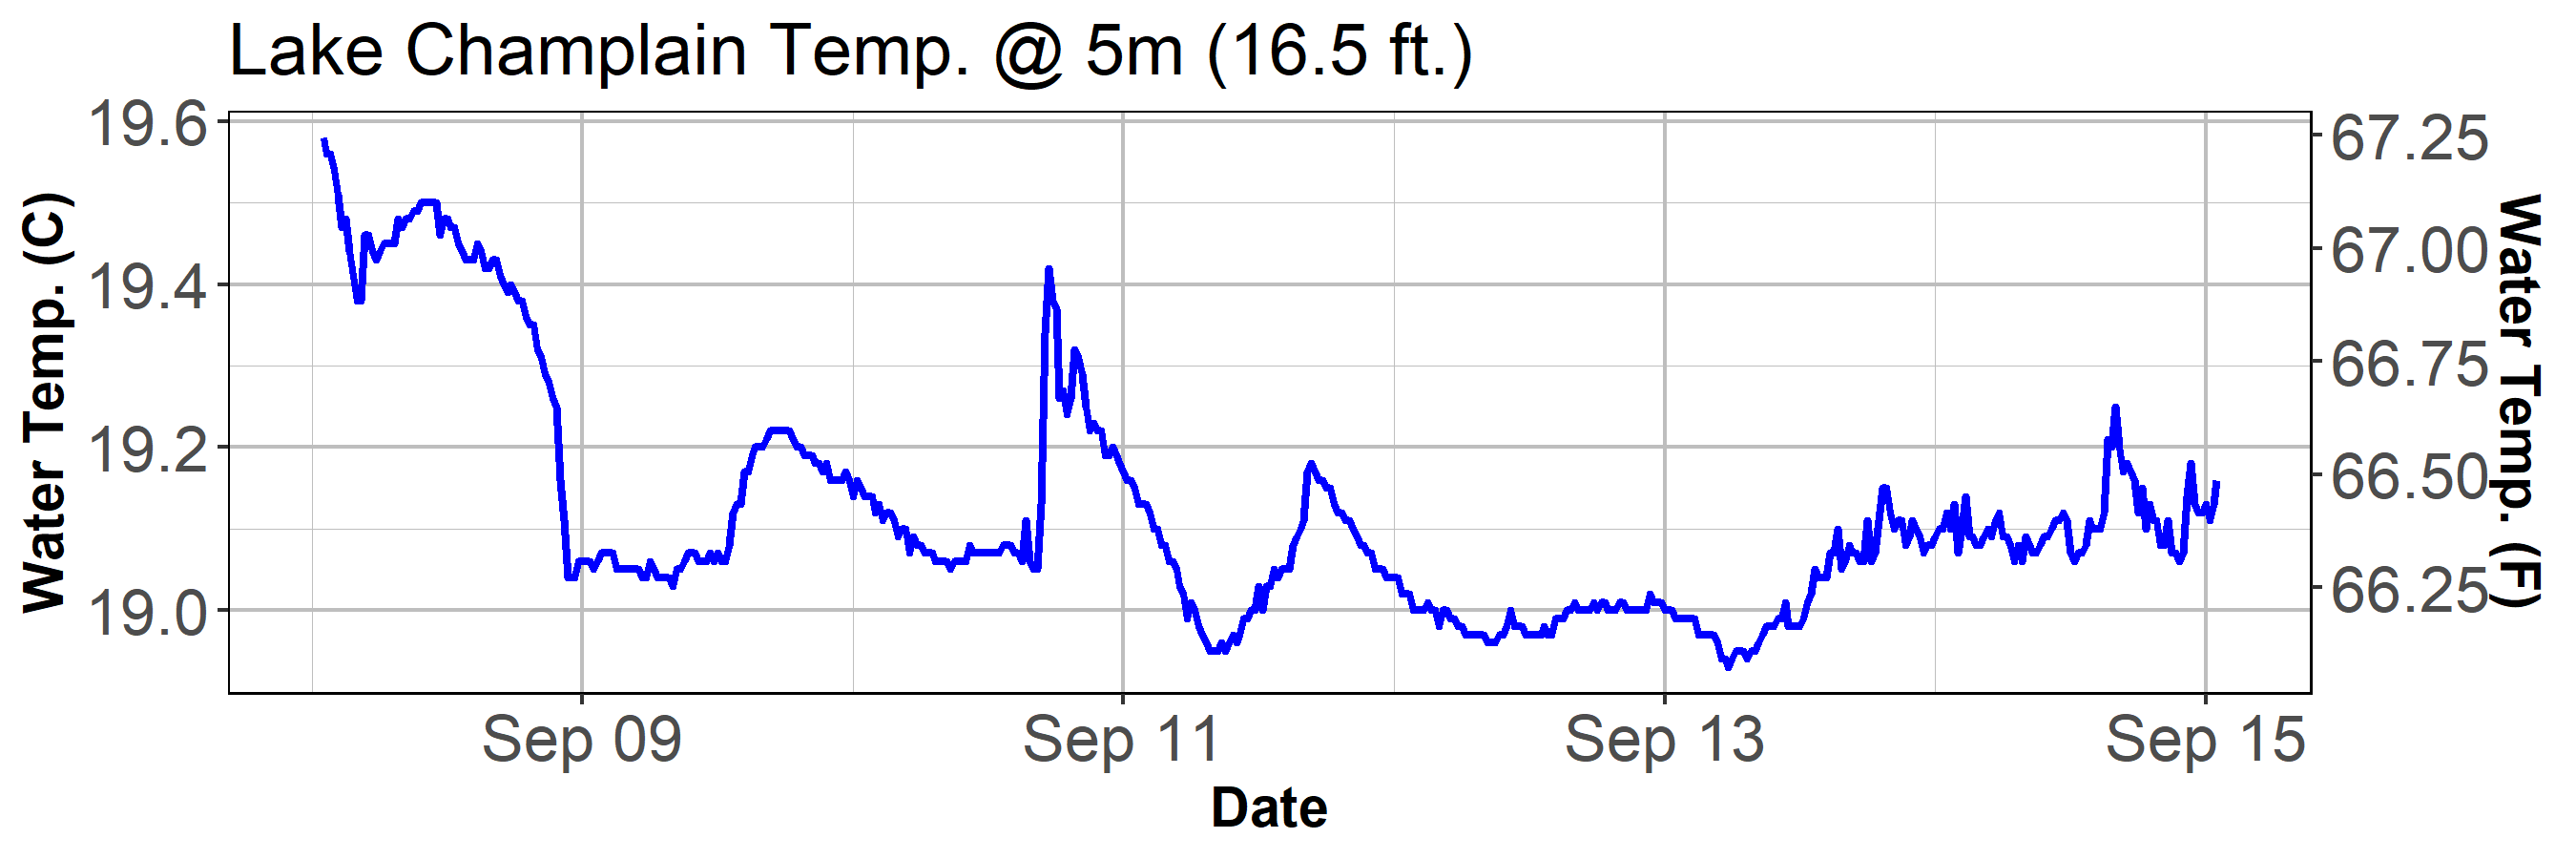 Lake Champlain Temp. @ 5m (16.5 ft.)
Water Temp. (C)
19.6
19.4
19.2
19.0
67.25
67.00
66.75
66.50
66.25
Water Temp. (F)
Sep 09
Sep 11
Sep 13
Sep 15
Date